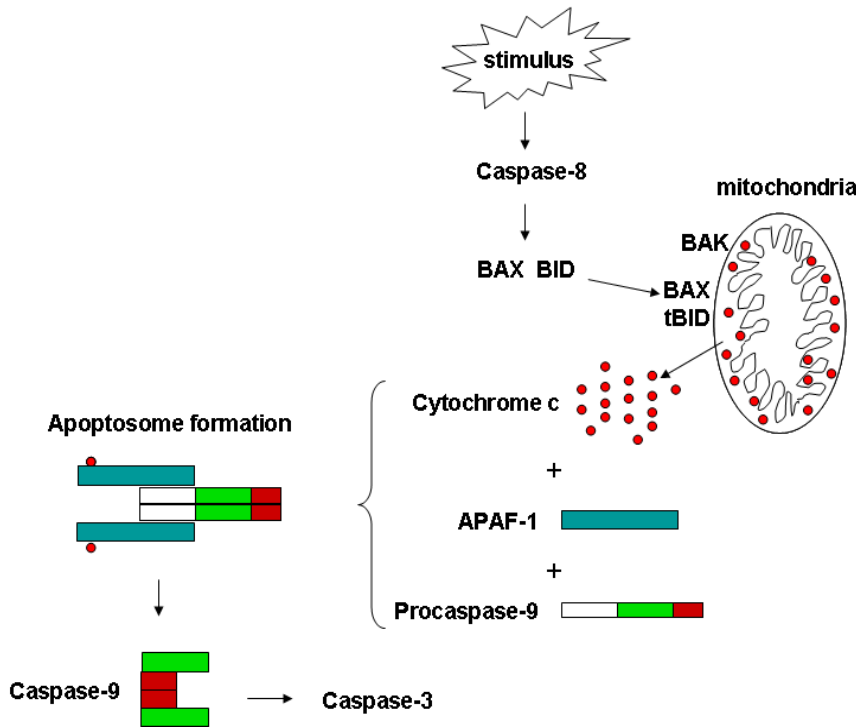 stimulus
Caspase-8
mitochondria
BAK
BAX BID
BAX
tBID
Cytochrome c
Apoptosome formation
+
APAF-1
+
Procaspase-9
Caspase-9
Caspase-3